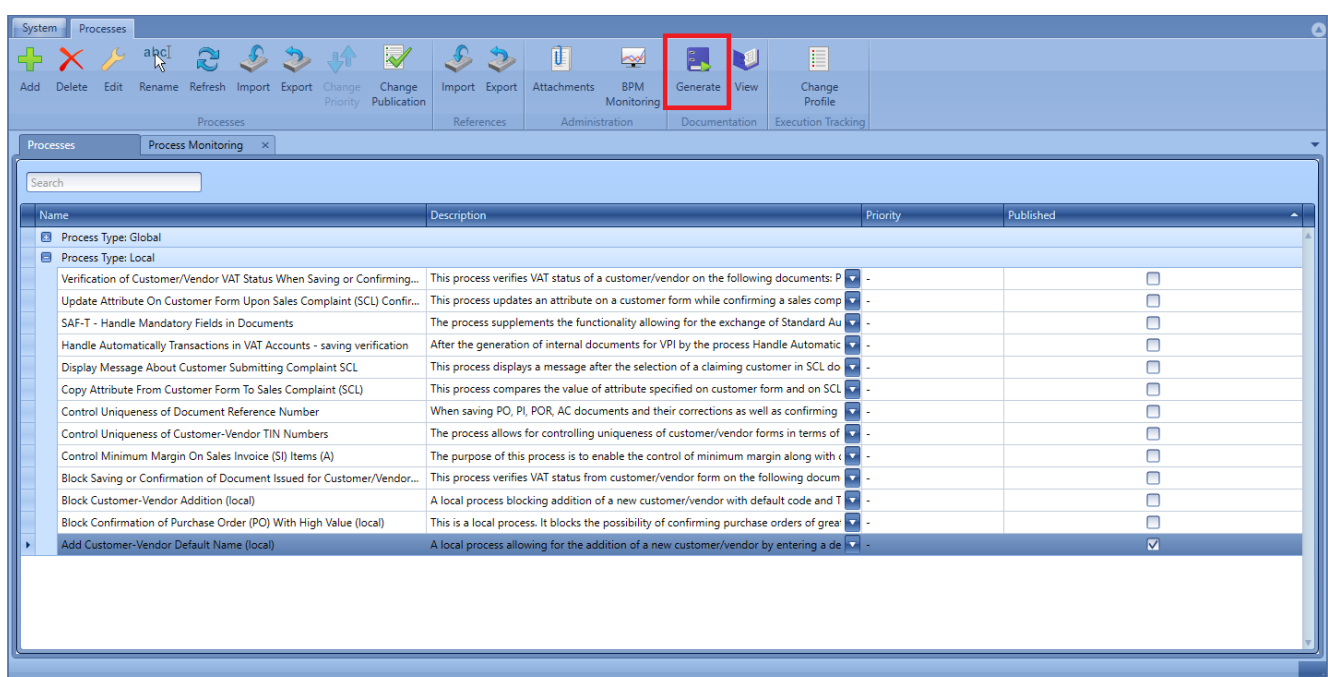 System Processes
abc
Add Delete Edit Rename Refresh Import Export Change Priority Change Publication Import Export Attachments BPM Monitoring Generate View Change Profile
Processes References Administration Documentation Execution Tracking
Processes Process Monitoring ×
Search
Name Description Priority Published
Process Type: Global
Process Type: Local
Verification of Customer/Vendor VAT Status When Saving or Confirming... This process verifies VAT status of a customer/vendor on the following documents: P -
Update Attribute On Customer Form Upon Sales Complaint (SCL) Confir... This process updates an attribute on a customer form while confirming a sales comp -
SAF-T - Handle Mandatory Fields in Documents The process supplements the functionality allowing for the exchange of Standard Au -
Handle Automatically Transactions in VAT Accounts - saving verification After the generation of internal documents for VPI by the process Handle Automatic -
Display Message About Customer Submitting Complaint SCL This process displays a message after the selection of a claiming customer in SCL do -
Copy Attribute From Customer Form To Sales Complaint (SCL) This process compares the value of attribute specified on customer form and on SCL -
Control Uniqueness of Document Reference Number When saving PO, PI, POR, AC documents and their corrections as well as confirming -
Control Uniqueness of Customer-Vendor TIN Numbers The process allows for controlling uniqueness of customer/vendor forms in terms of -
Control Minimum Margin On Sales Invoice (SI) Items (A) The purpose of this process is to enable the control of minimum margin along with -
Block Saving or Confirmation of Document Issued for Customer/Vendor... This process verifies VAT status from customer/vendor form on the following docum -
Block Customer-Vendor Addition (local) A local process blocking addition of a new customer/vendor with default code and T -
Block Confirmation of Purchase Order (PO) With High Value (local) This is a local process. It blocks the possibility of confirming purchase orders of grea -
Add Customer-Vendor Default Name (local) A local process allowing for the addition of a new customer/vendor by entering a de -